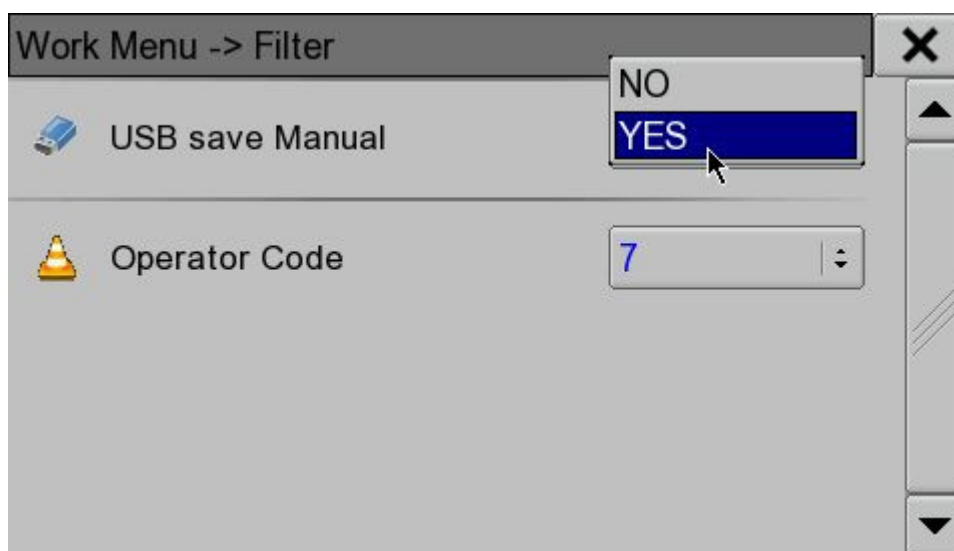 Work Menu -> Filter
NO
USB save Manual
YES
Operator Code
7